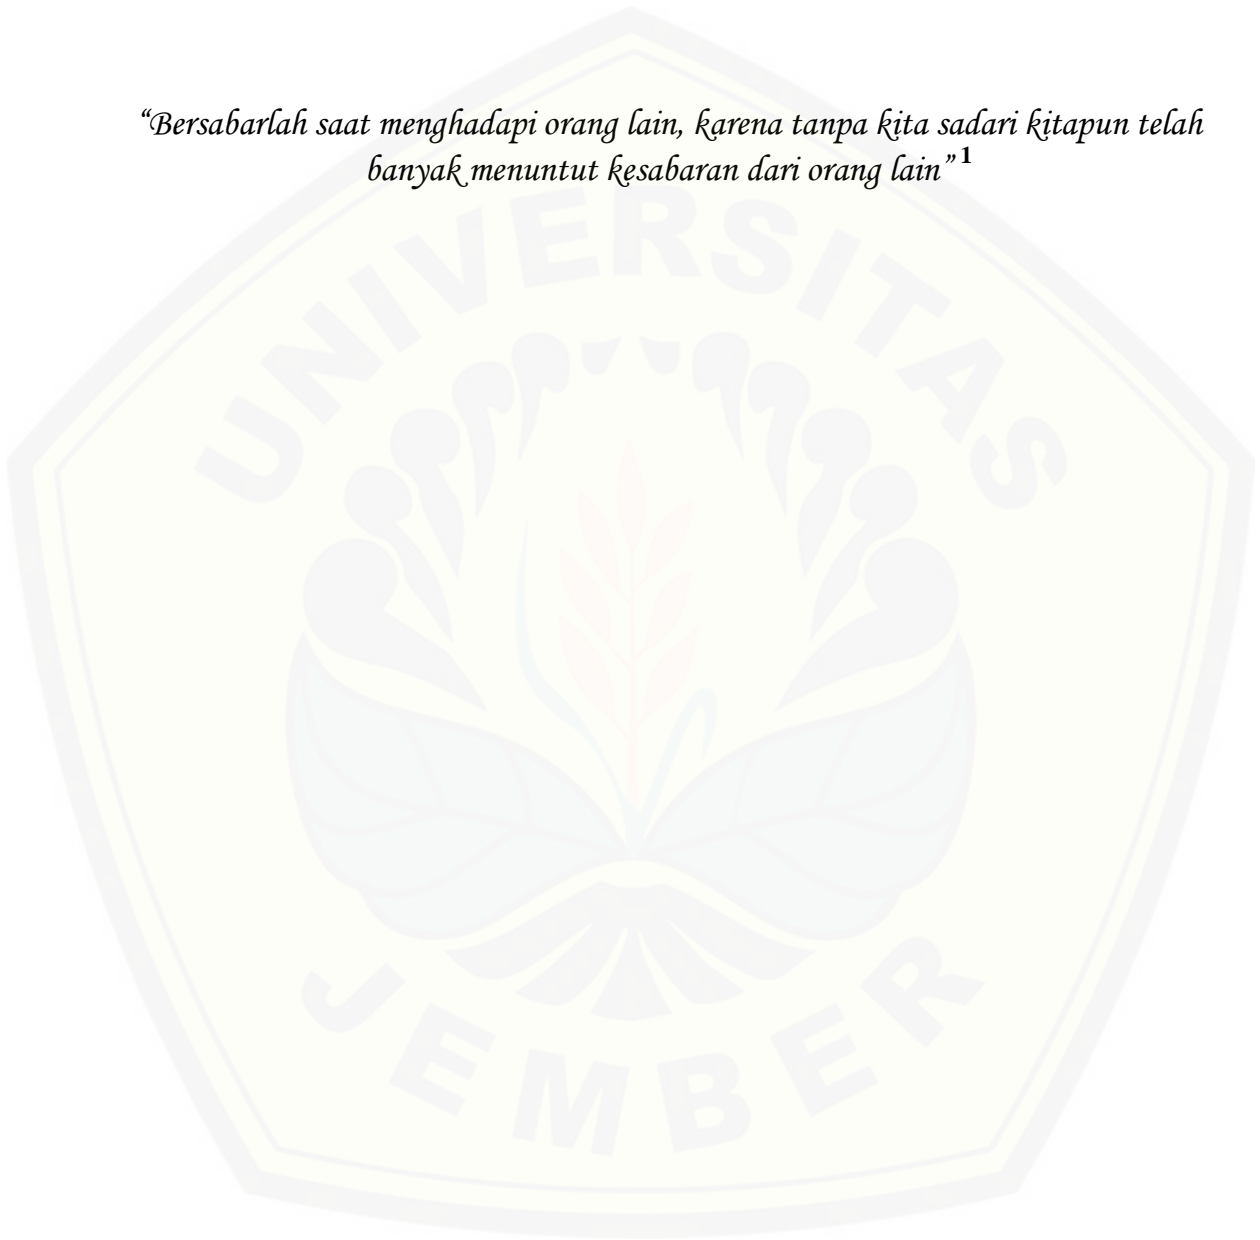 “Bersabarlah saat menghadapi orang lain, karena tanpa kita sadari kitapun telah
banyak menuntut kesabaran dari orang lain” 1
UNIVERSITAS
JEMBER